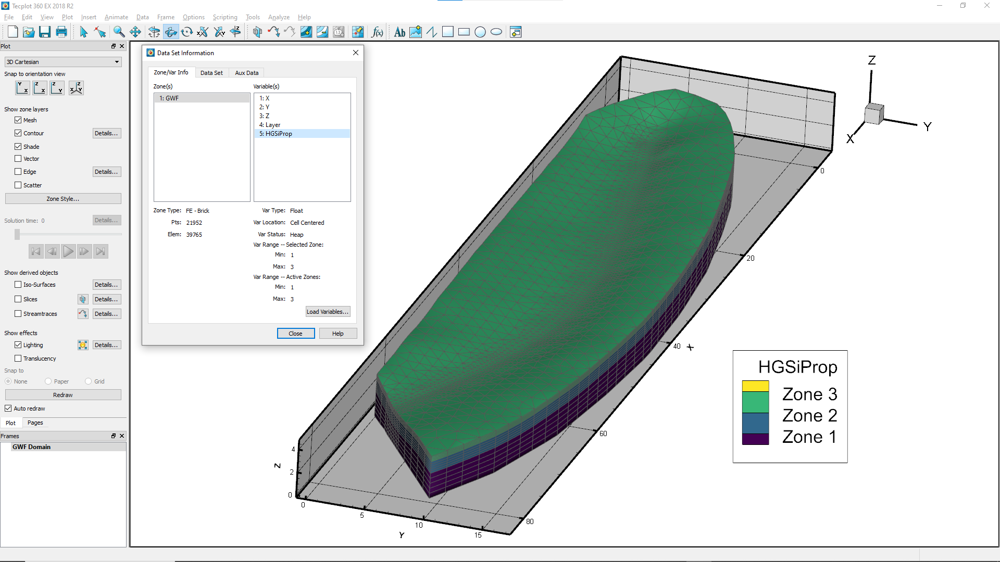 Tecplot 360 EX 2018 R2
File Edit View Plot Insert Animate Data Frame Options Scripting Tools Analyze Help
Plot
3D Cartesian
Snap to orientation view
Show zone layers
Mesh
Contour Details...
Shade
Vector
Edge Details...
Scatter
Zone Style...
Solution time: 0 Details...
Show derived objects
Iso-Surfaces Details...
Slices Details...
Streamtraces Details...
Show effects
Lighting Details...
Translucency
Snap to
None Paper Grid
Redraw
Auto redraw
Plot Pages
Frames
GWF Domain
Data Set Information
Zone/Var Info Data Set Aux Data
Zone(s) Variable(s)
1: GWF
1: X
2: Y
3: Z
4: Layer
5: HGSiProp
Zone Type: FE - Brick
Pts: 21952
Elem: 39765
Var Type: Float
Var Location: Cell Centered
Var Status: Heap
Var Range -- Selected Zone:
Min: 1
Max: 3
Var Range -- Active Zones:
Min: 1
Max: 3
Load Variables...
Close Help
Z
Y
X
0
20
40 X
60
80
4
Z
2
0
0
5
10
15
Y
HGSiProp
Zone 3
Zone 2
Zone 1